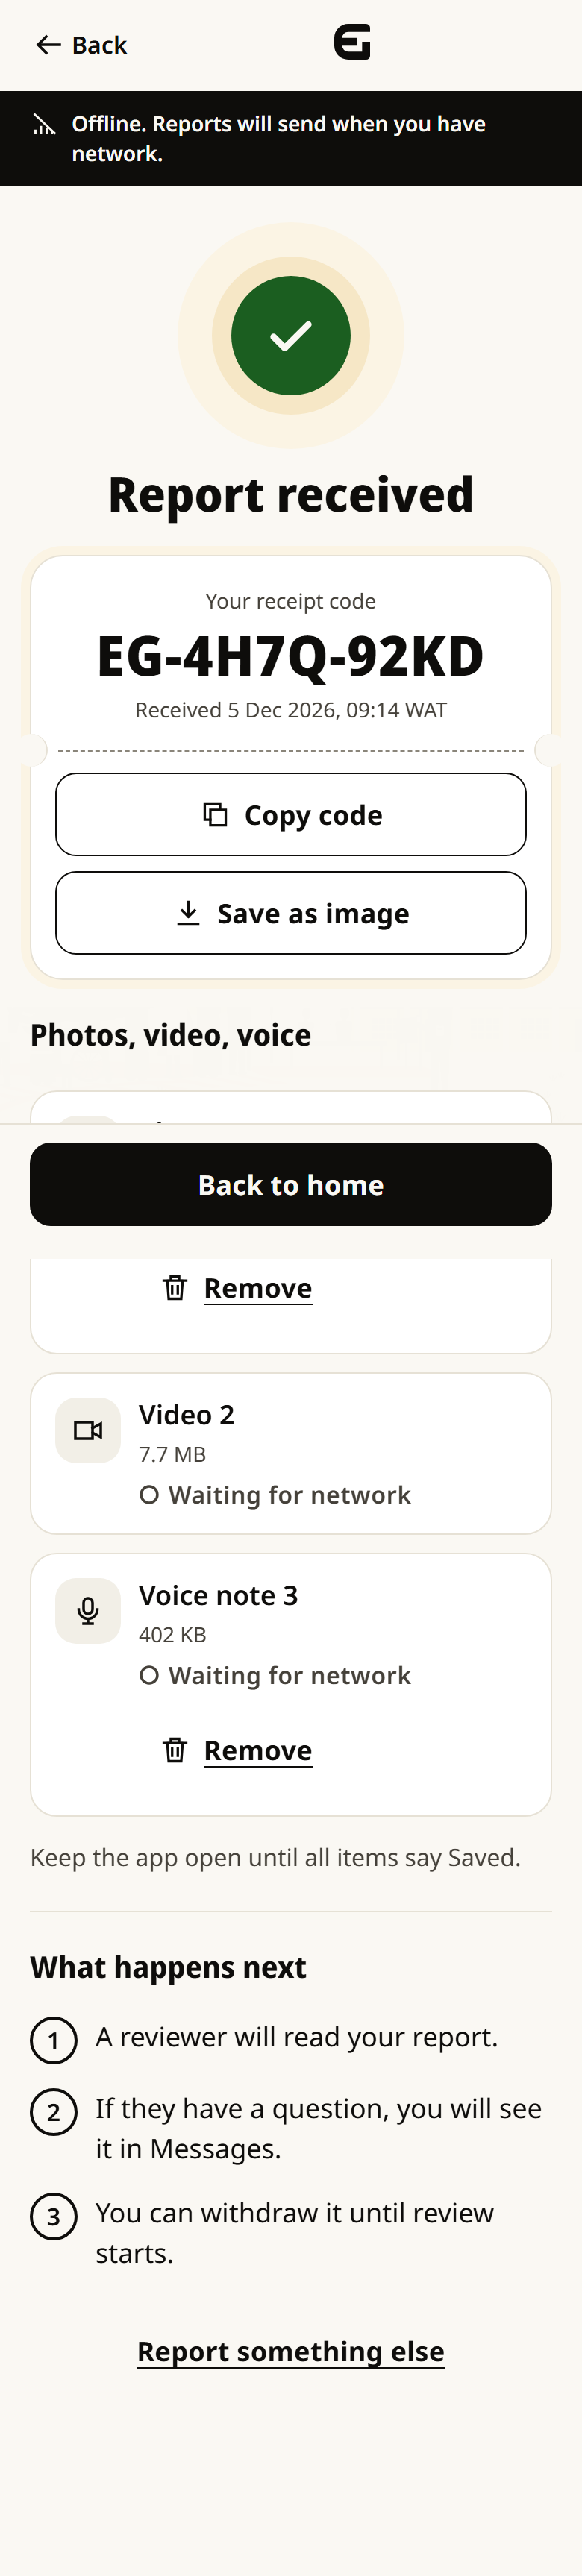 Back
Offline. Reports will send when you have
network.
Report received
Your receipt code
EG-4H7Q-92KD
Received 5 Dec 2026, 09:14 WAT
Copy code
Save as image
Photos, video, voice
Back to home
Remove
Video 2
7.7 MB
Waiting for network
Voice note 3
402 KB
Waiting for network
Remove
Keep the app open until all items say Saved.
What happens next
1 A reviewer will read your report.
2 If they have a question, you will see
it in Messages.
3 You can withdraw it until review
starts.
Report something else